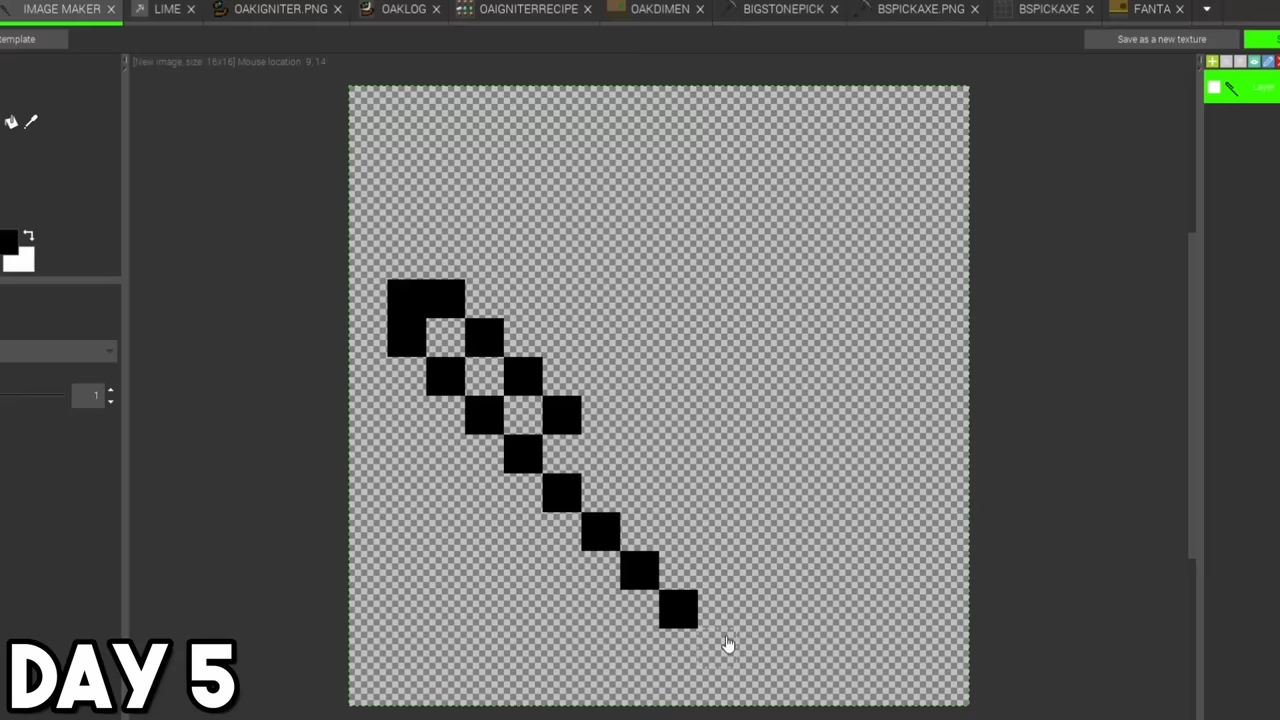 IMAGE MAKER
LIME
OAKIGNITER.PNG
OAKLOG
OAIGNITERRECIPE
OAKDIMEN
BIGSTONEPICK
BSPICKAXE.PNG
BSPICKAXE
FANTA
template
Save as a new texture
[New image, size: 16x16] Mouse location: 9, 14
Layer
1
DAY 5